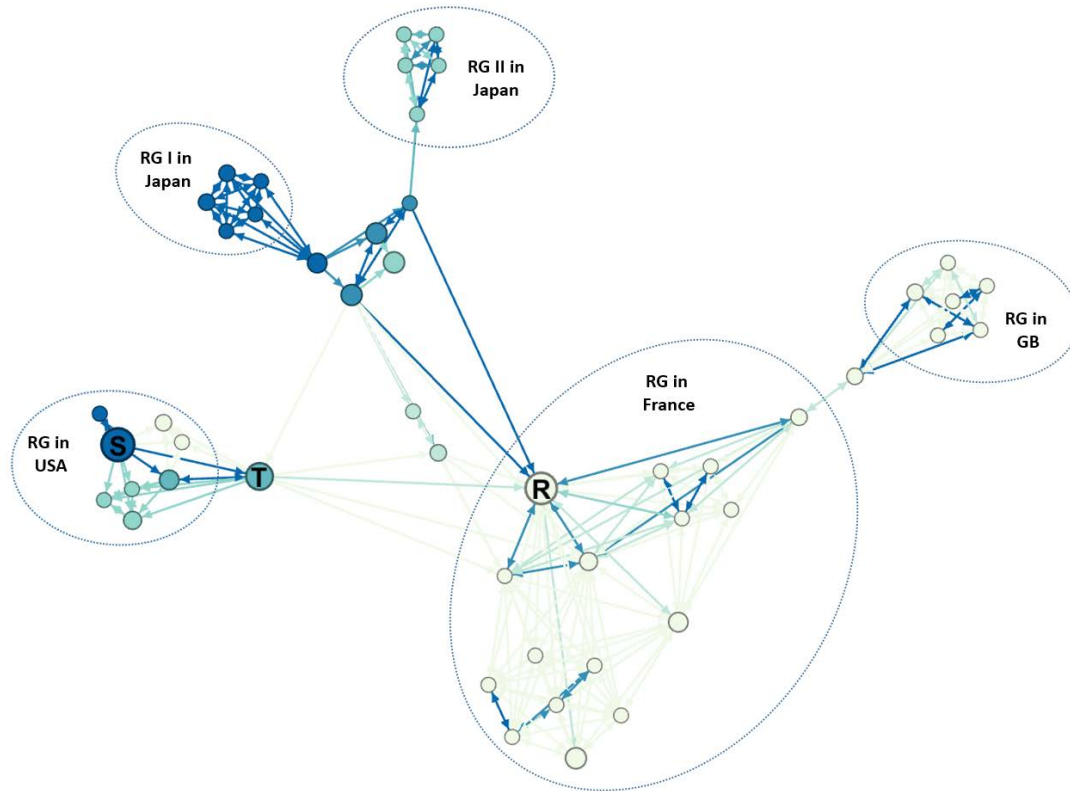 RG II in
Japan
RG I in
Japan
RG in
GB
RG in
France
RG in
USA
S
T
R